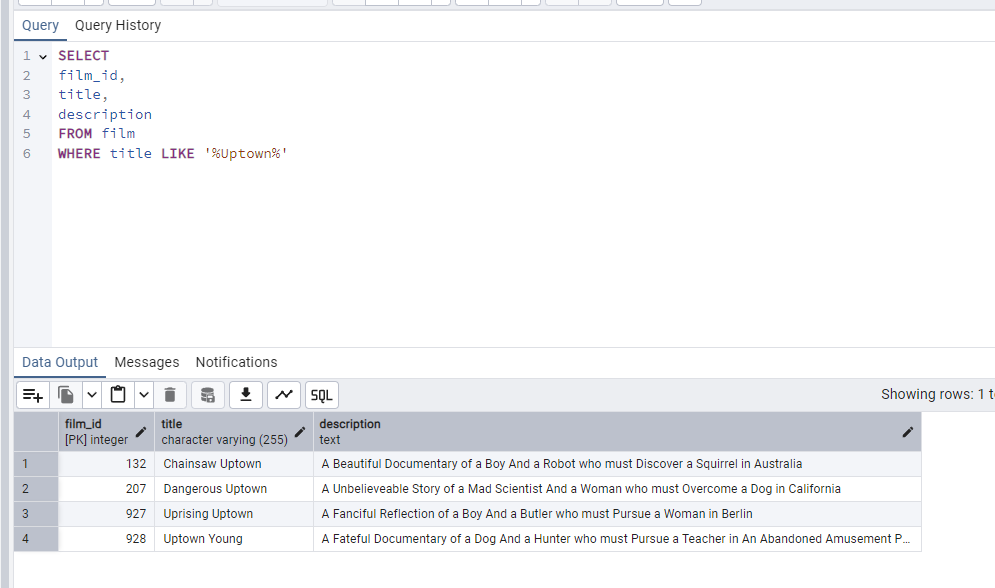 Query Query History
1 SELECT
2 film_id,
3 title,
4 description
5 FROM film
6 WHERE title LIKE '%Uptown%'
Data Output Messages Notifications
SQL Showing rows: 1
film_id title description
[PK] integer character varying (255) text
1 132 Chainsaw Uptown A Beautiful Documentary of a Boy And a Robot who must Discover a Squirrel in Australia
2 207 Dangerous Uptown A Unbelieveable Story of a Mad Scientist And a Woman who must Overcome a Dog in California
3 927 Uprising Uptown A Fanciful Reflection of a Boy And a Butler who must Pursue a Woman in Berlin
4 928 Uptown Young A Fateful Documentary of a Dog And a Hunter who must Pursue a Teacher in An Abandoned Amusement P...